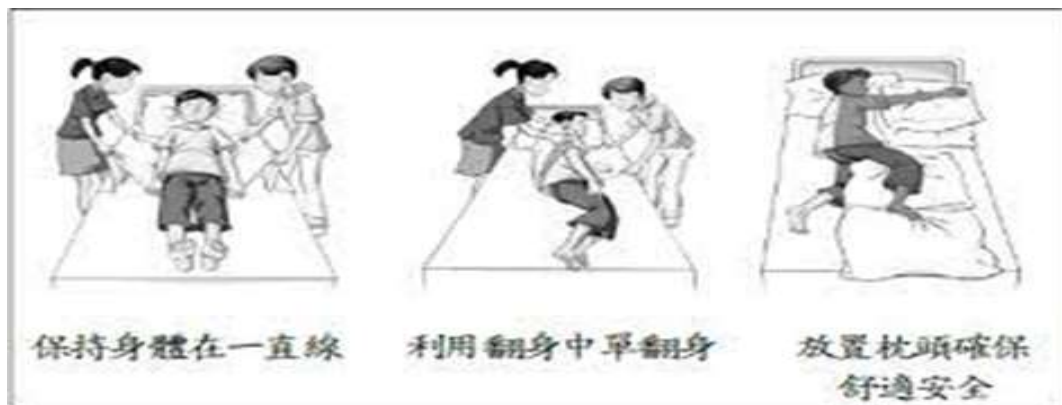 保持身體在一直線
利用翻身中單翻身
放置枕頭確保
舒適安全